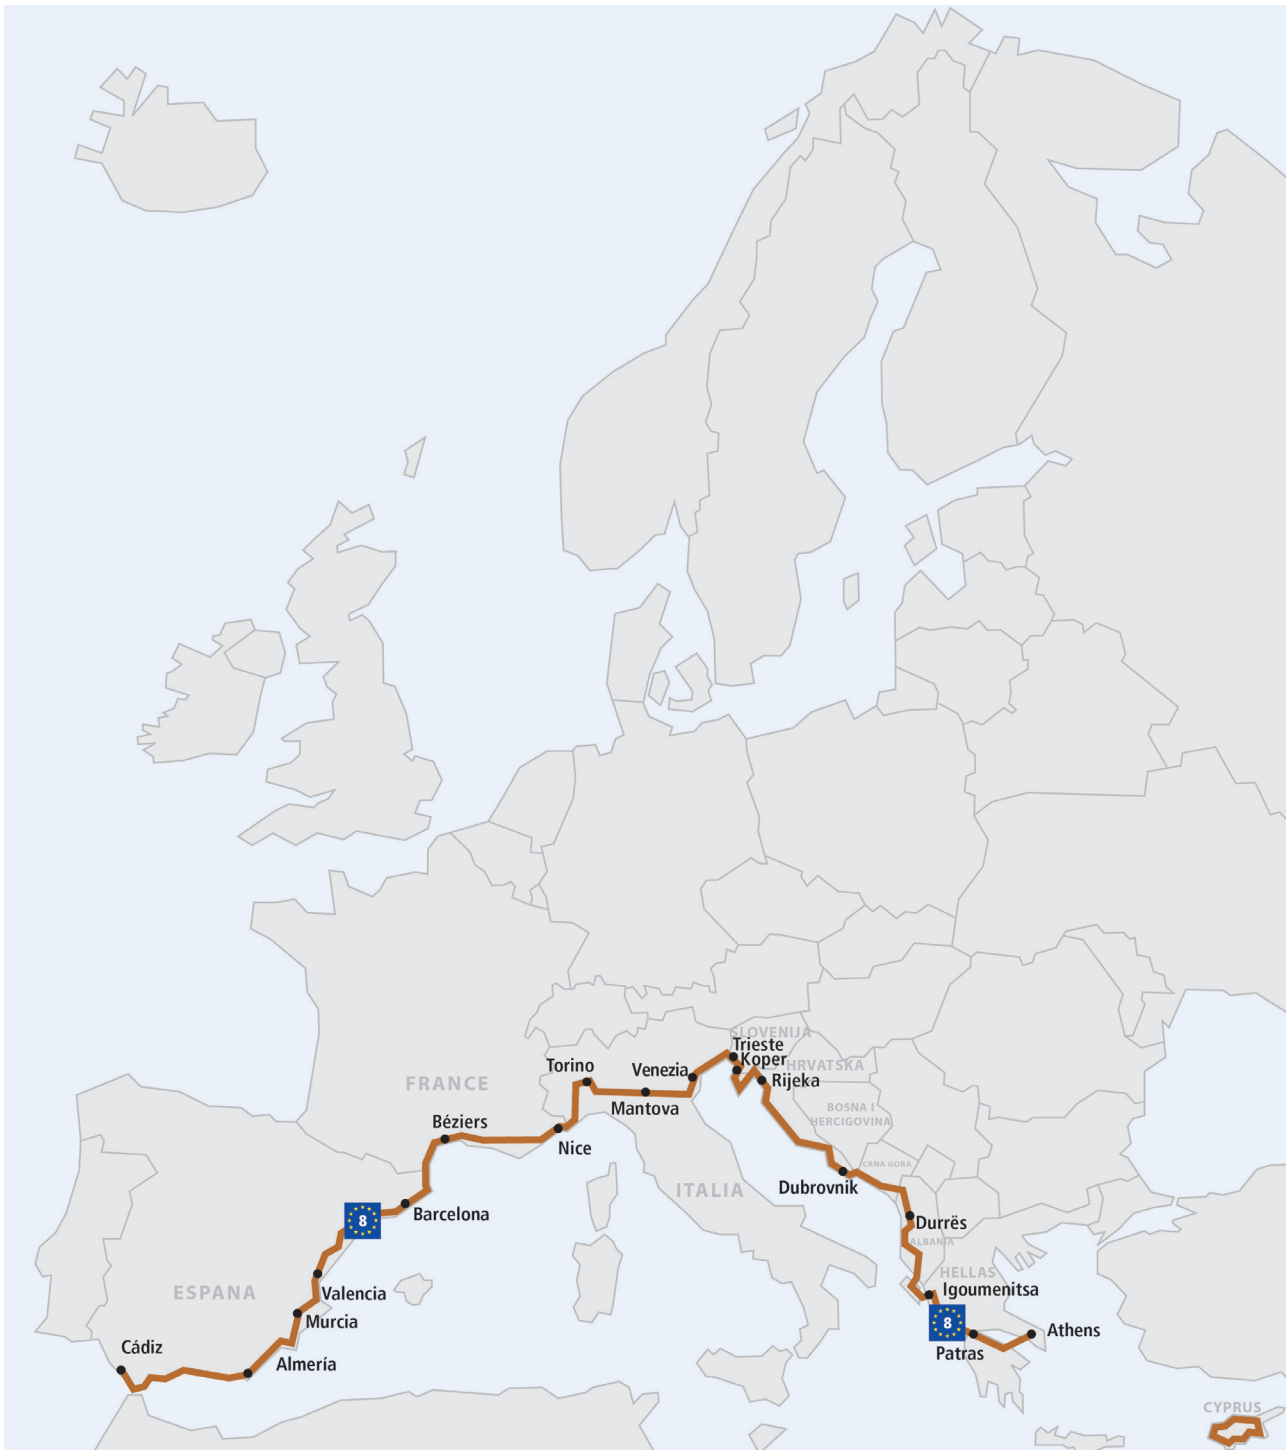 SLOVENIJA
Trieste
Koper
HRVATSKA
Torino
Venezia
Rijeka
FRANCE
Mantova
BOSNA I
HERCIGOVINA
Béziers
Nice
CRNA GORA
Dubrovnik
ITALIA
Barcelona
8
Durrës
ALBANIA
HELLAS
ESPANA
Valencia
Igoumenitsa
Murcia
8
Athens
Cádiz
Patras
Almería
CYPRUS